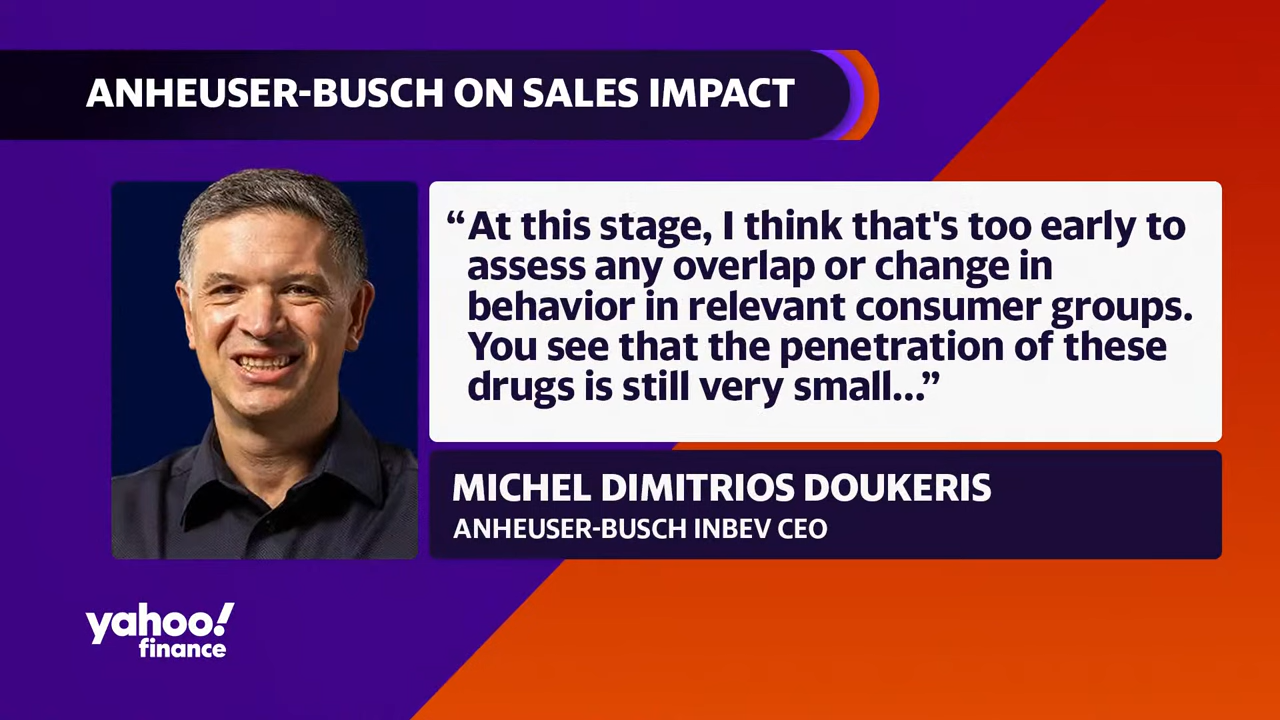 ANHEUSER-BUSCH ON SALES IMPACT
“At this stage, I think that's too early to
assess any overlap or change in
behavior in relevant consumer groups.
You see that the penetration of these
drugs is still very small...”
MICHEL DIMITRIOS DOUKERIS
ANHEUSER-BUSCH INBEV CEO
yahoo!
finance